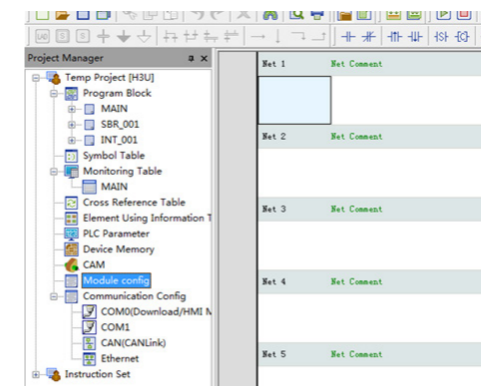 Project Manager
Temp Project [H3U]
Program Block
MAIN
SBR_001
INT_001
Symbol Table
Monitoring Table
MAIN
Cross Reference Table
Element Using Information T
PLC Parameter
Device Memory
CAM
Module config
Communication Config
COM0(Download/HMI M
COM1
CAN(CANLink)
Ethernet
Instruction Set
Net 1 Net Comment
Net 2 Net Comment
Net 3 Net Comment
Net 4 Net Comment
Net 5 Net Comment